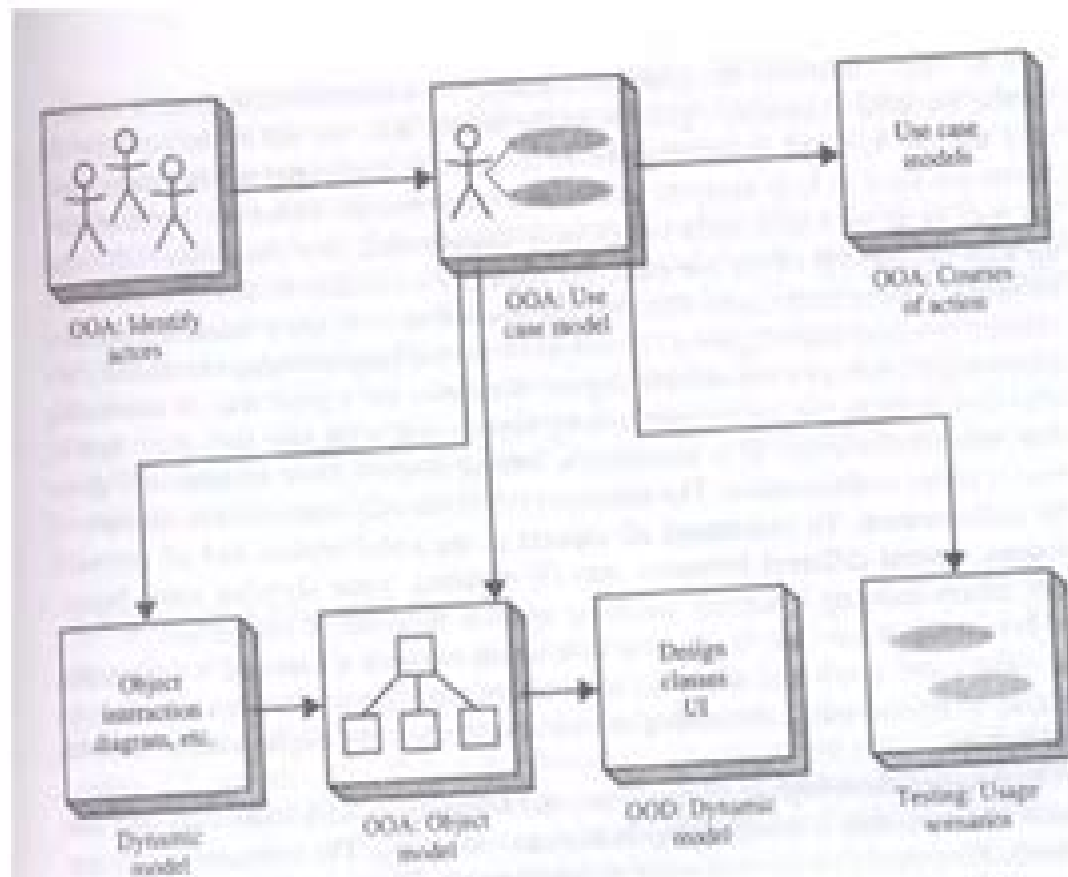 Use case
models
OOA: Identify
actors
OOA: Use
case model
OOA: Courses
of action
Object
instruction
diagram, etc.
Design
classes
UI
Dynamic
model
OOA: Object
model
OOD: Dynamic
model
Testing: Usage
scenarios